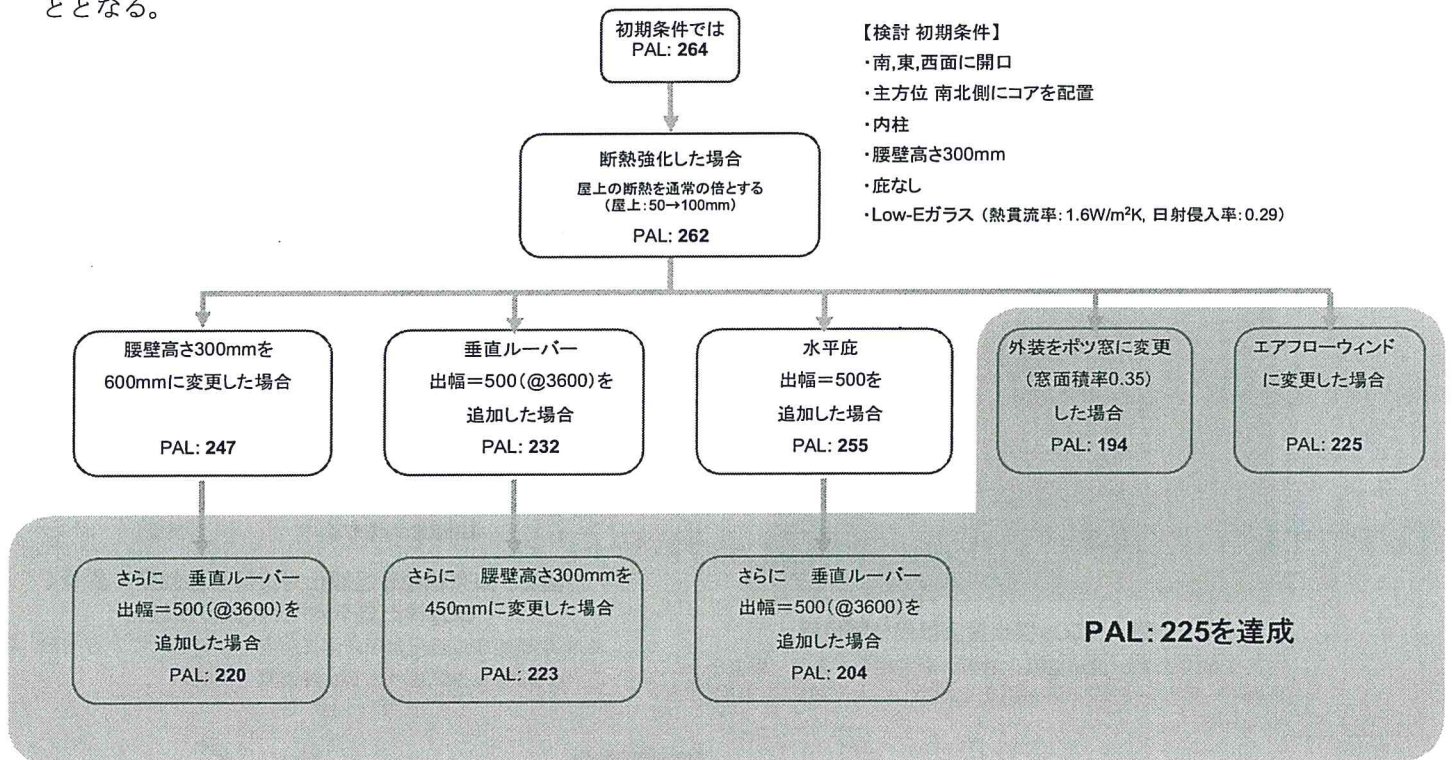 ととなる。
初期条件では
PAL: 264
【検討 初期条件】
・南,東,西面に開口
・主方位 南北側にコアを配置
・内柱
・腰壁高さ300mm
・庇なし
・Low-Eガラス（熱貫流率：1.6W/m²K, 日射侵入率：0.29）
断熱強化した場合
屋上の断熱を通常の倍とする
（屋上：50→100mm）
PAL: 262
腰壁高さ300mmを
600mmに変更した場合
PAL: 247
垂直ルーバー
出幅＝500（@3600）を
追加した場合
PAL: 232
水平庇
出幅＝500を
追加した場合
PAL: 255
外装をポツ窓に変更
（窓面積率0.35）
した場合
PAL: 194
エアフローウィンド
に変更した場合
PAL: 225
さらに 垂直ルーバー
出幅＝500（@3600）を
追加した場合
PAL: 220
さらに 腰壁高さ300mmを
450mmに変更した場合
PAL: 223
さらに 垂直ルーバー
出幅＝500（@3600）を
追加した場合
PAL: 204
PAL：225を達成